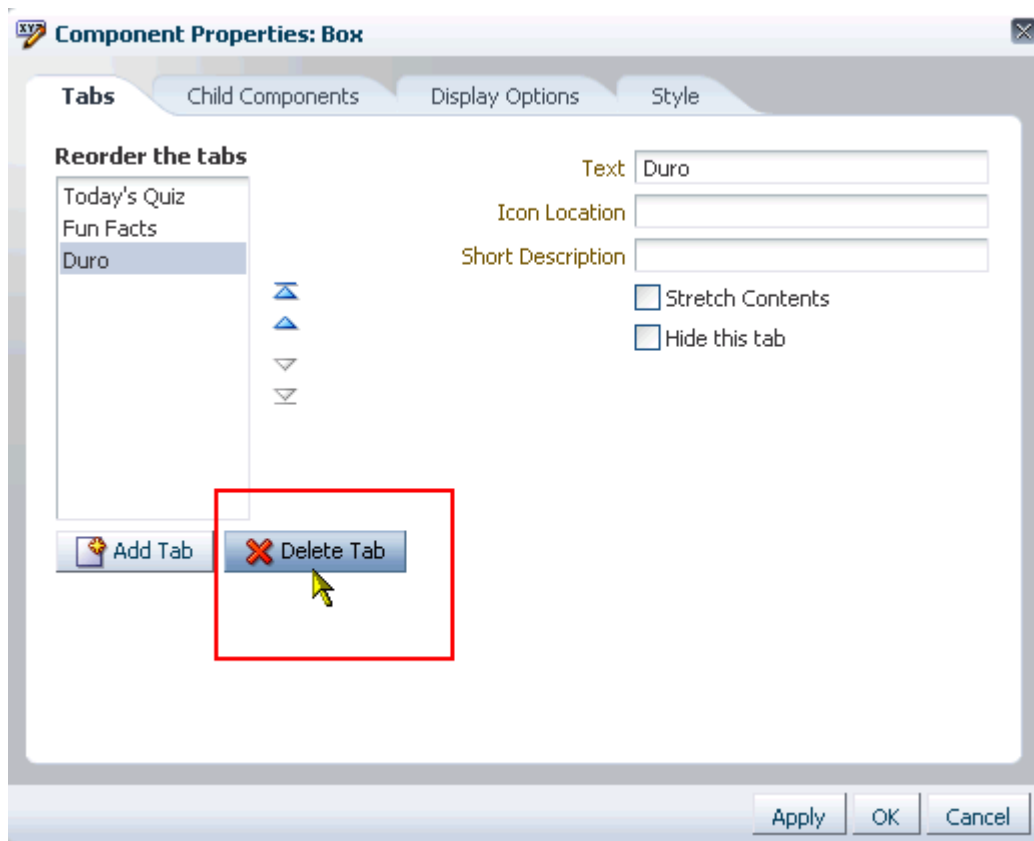 Component Properties: Box
Tabs
Child Components
Display Options
Style
Reorder the tabs
Today's Quiz
Fun Facts
Duro
Text Duro
Icon Location
Short Description
Stretch Contents
Hide this tab
Add Tab
Delete Tab
Apply
OK
Cancel